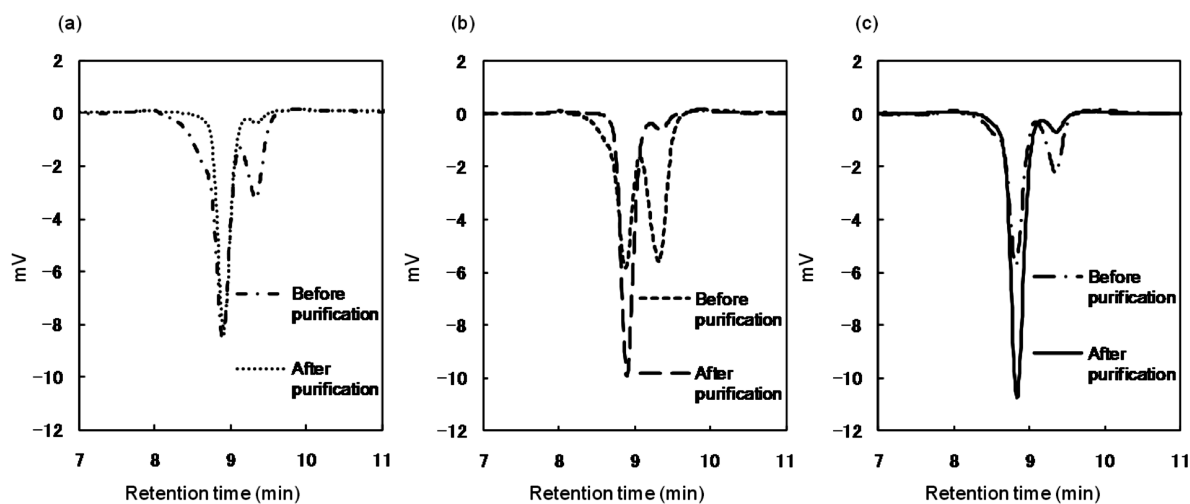 (a)
2
0
−2
−4
−6
−8
−10
−12
mV
Before
purification
After
purification
7
8
9
10
11
Retention time (min)
(b)
2
0
−2
−4
−6
−8
−10
−12
mV
Before
purification
After
purification
7
8
9
10
11
Retention time (min)
(c)
2
0
−2
−4
−6
−8
−10
−12
mV
Before
purification
After
purification
7
8
9
10
11
Retention time (min)